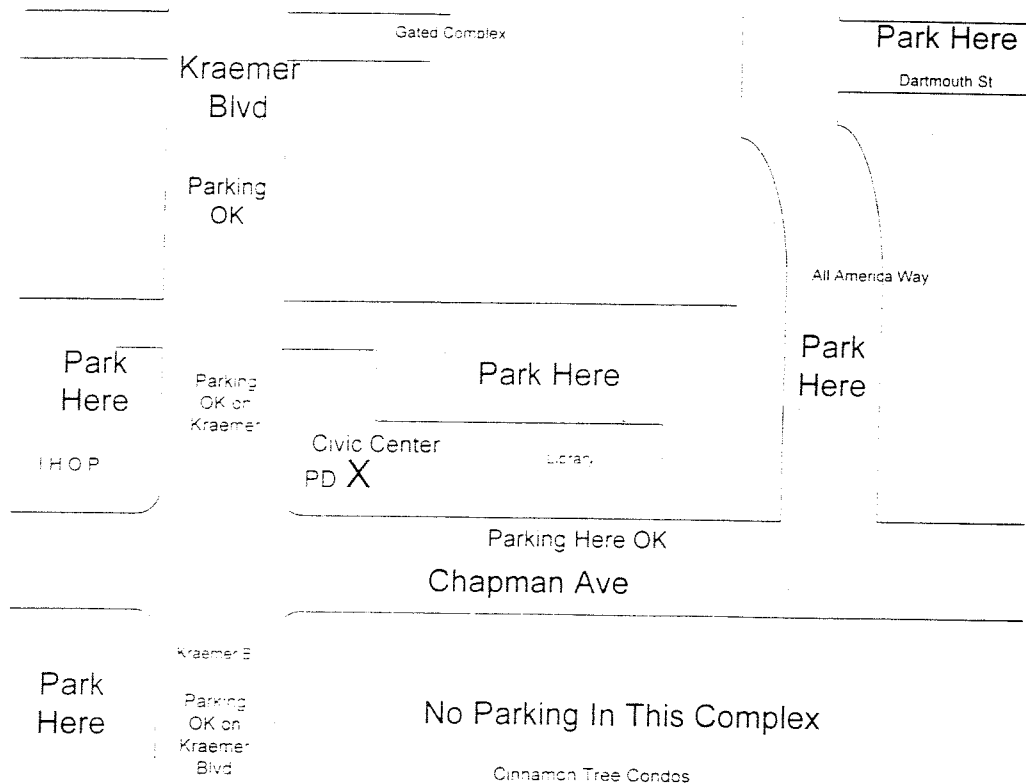 Gated Complex
Park Here
Kraemer
Blvd
Dartmouth St
Parking
OK
All America Way
Park
Here
Parking
OK on
Kraemer
Park Here
Park
Here
Civic Center
Library
I H O P
PD X
Parking Here OK
Chapman Ave
Kraemer B
Park
Here
Parking
OK on
Kraemer
Blvd
No Parking In This Complex
Cinnamon Tree Condos